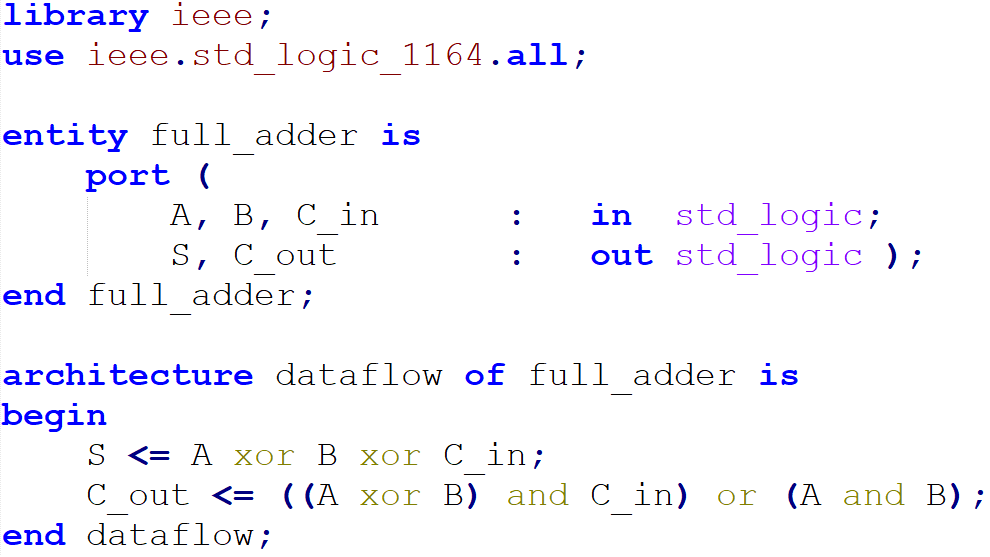 library ieee;
use ieee.std_logic_1164.all;
entity full_adder is
port (
A, B, C_in : in std_logic;
S, C_out : out std_logic );
end full_adder;
architecture dataflow of full_adder is
begin
S <= A xor B xor C_in;
C_out <= ((A xor B) and C_in) or (A and B);
end dataflow;